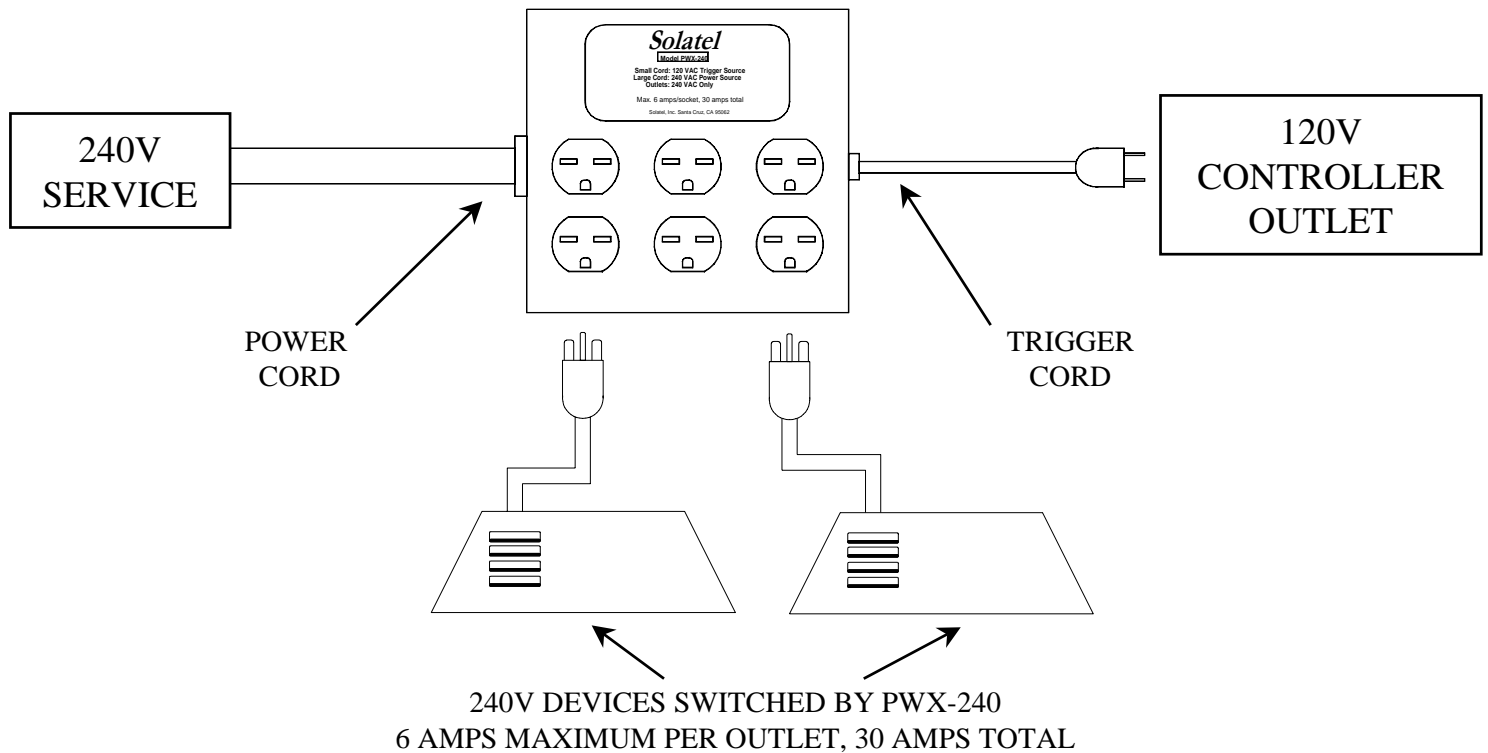 Solatel
Model PWX-240
Small Cord: 120 VAC Trigger Source
Large Cord: 240 VAC Power Source
Outlets: 240 VAC Only
Max. 6 amps/socket, 30 amps total
Solatel, Inc. Santa Cruz, CA 95062
240V
SERVICE
120V
CONTROLLER
OUTLET
POWER
CORD
TRIGGER
CORD
240V DEVICES SWITCHED BY PWX-240
6 AMPS MAXIMUM PER OUTLET, 30 AMPS TOTAL